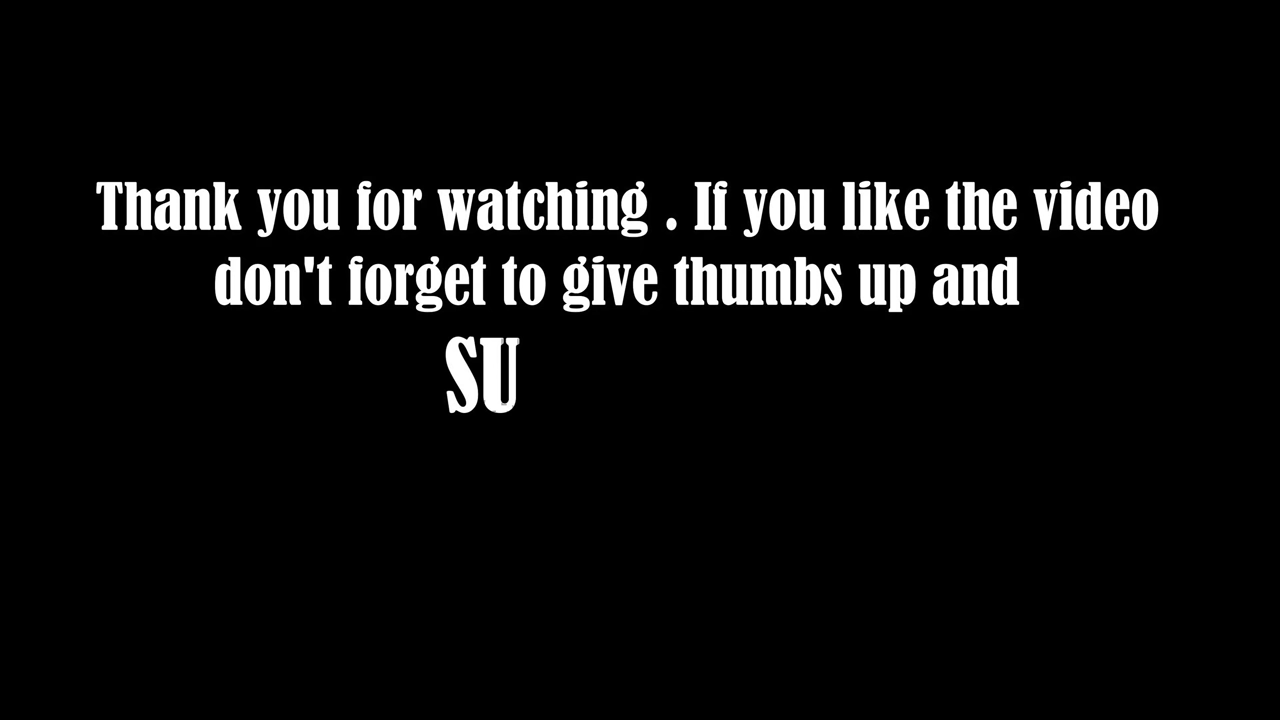 Thank you for watching . If you like the video
don't forget to give thumbs up and
SU